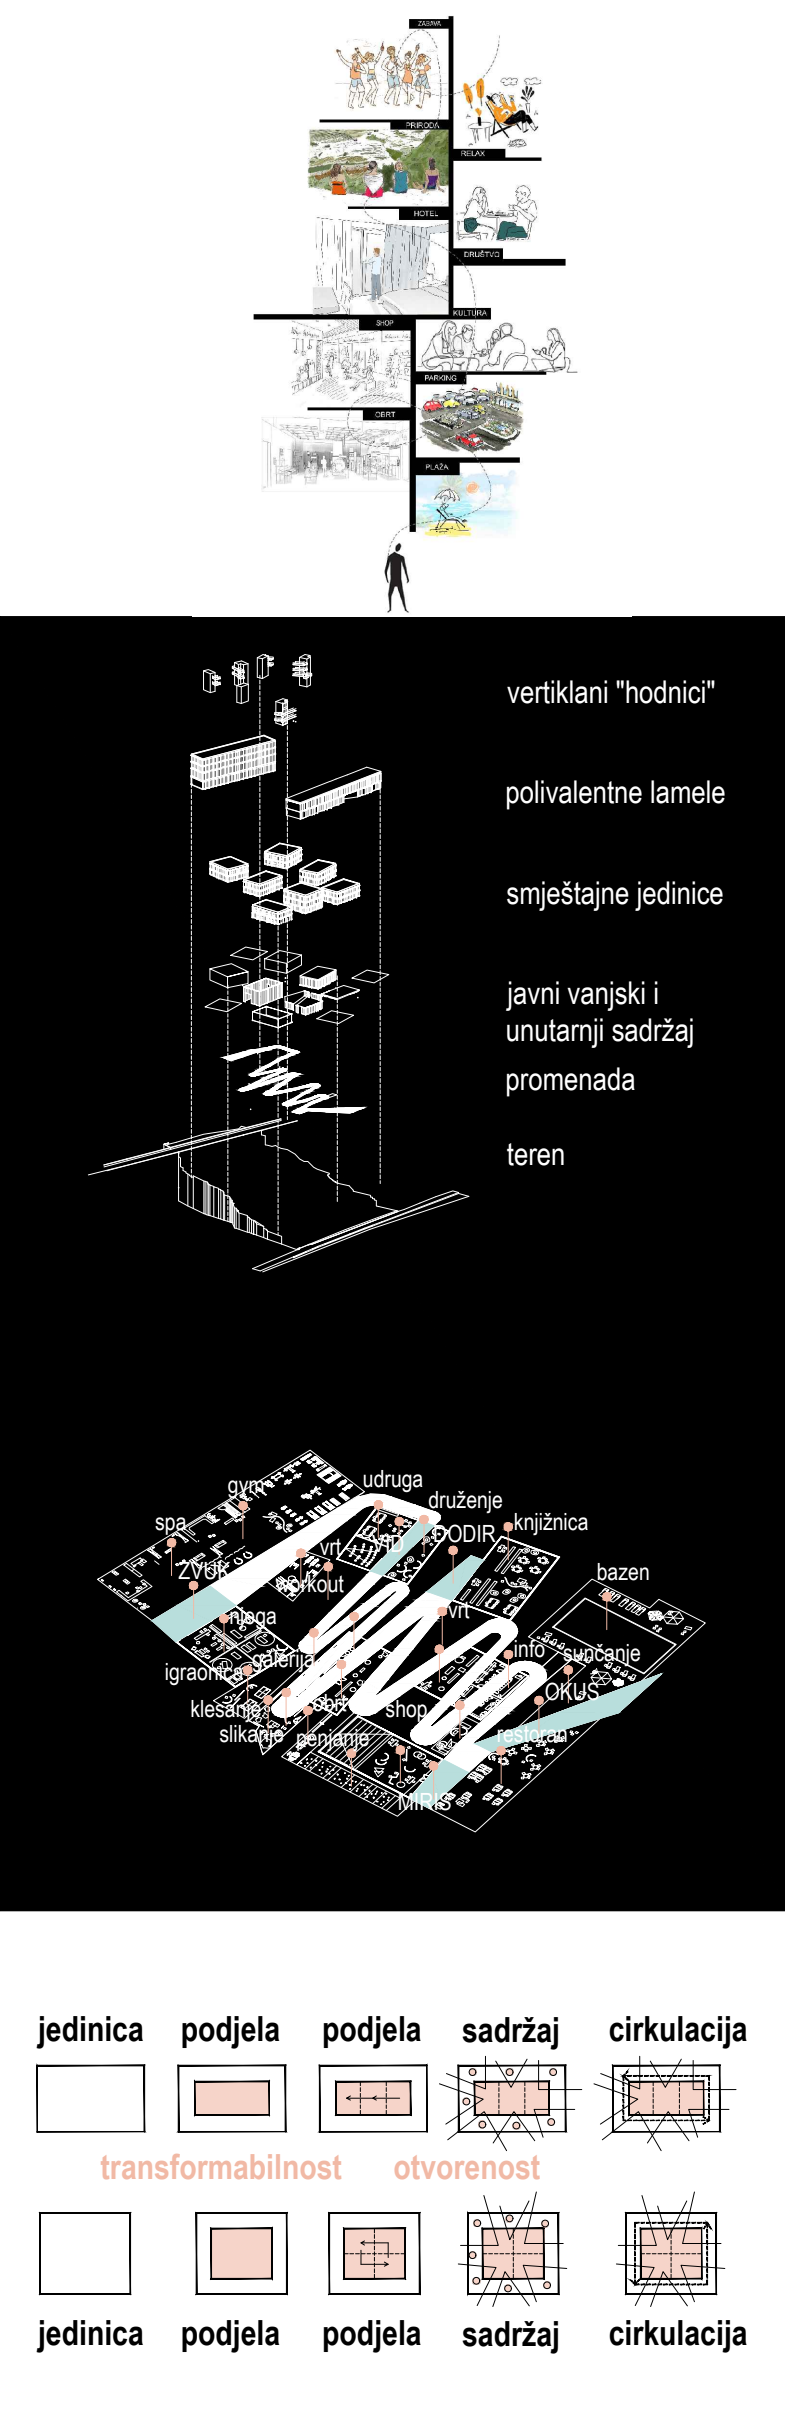 ZABAVA
PRIRODA
RELAX
HOTEL
DRUŠTVO
KULTURA
SHOP
PARKING
OBRT
PLAŽA
vertiklani "hodnici"
polivalentne lamele
smještajne jedinice
javni vanjski i
unutarnji sadržaj
promenada
teren
udruga
gym
druženje
spa
knjižnica
DODIR
VID
vrt
ZVUK
workout
bazen
njega
vrt
info
sunčanje
galerija
igraonica
OKUS
klesanje
obrt
shop
slikanje
penjanje
restoran
MIRIS
jedinica podjela podjela sadržaj cirkulacija
transformabilnost otvorenost
jedinica podjela podjela sadržaj cirkulacija